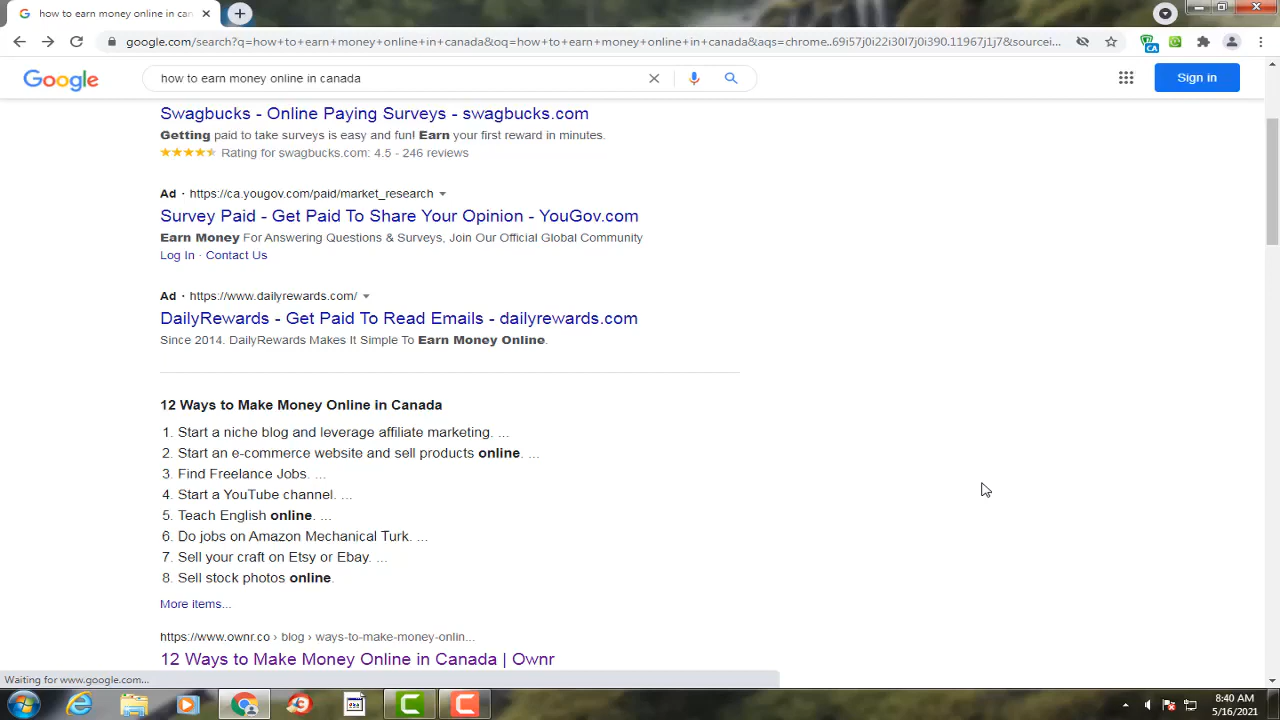 how to earn money online in can
google.com/search?q=how+to+earn+money+online+in+canada&oq=how+to+earn+money+online+in+canada&aqs=chrome..69i57j0i22i30l7j0i390.11967j1j7&sourcei...
CA
Google
how to earn money online in canada
Sign in
Swagbucks - Online Paying Surveys - swagbucks.com
Getting paid to take surveys is easy and fun! Earn your first reward in minutes.
Rating for swagbucks.com: 4.5 - 246 reviews
Ad · https://ca.yougov.com/paid/market_research
Survey Paid - Get Paid To Share Your Opinion - YouGov.com
Earn Money For Answering Questions & Surveys, Join Our Official Global Community
Log In · Contact Us
Ad · https://www.dailyrewards.com/
DailyRewards - Get Paid To Read Emails - dailyrewards.com
Since 2014. DailyRewards Makes It Simple To Earn Money Online.
12 Ways to Make Money Online in Canada
1. Start a niche blog and leverage affiliate marketing. ...
2. Start an e-commerce website and sell products online. ...
3. Find Freelance Jobs. ...
4. Start a YouTube channel. ...
5. Teach English online. ...
6. Do jobs on Amazon Mechanical Turk. ...
7. Sell your craft on Etsy or Ebay. ...
8. Sell stock photos online.
More items...
https://www.ownr.co › blog › ways-to-make-money-onlin...
12 Ways to Make Money Online in Canada | Ownr
Waiting for www.google.com...
8:40 AM
5/16/2021